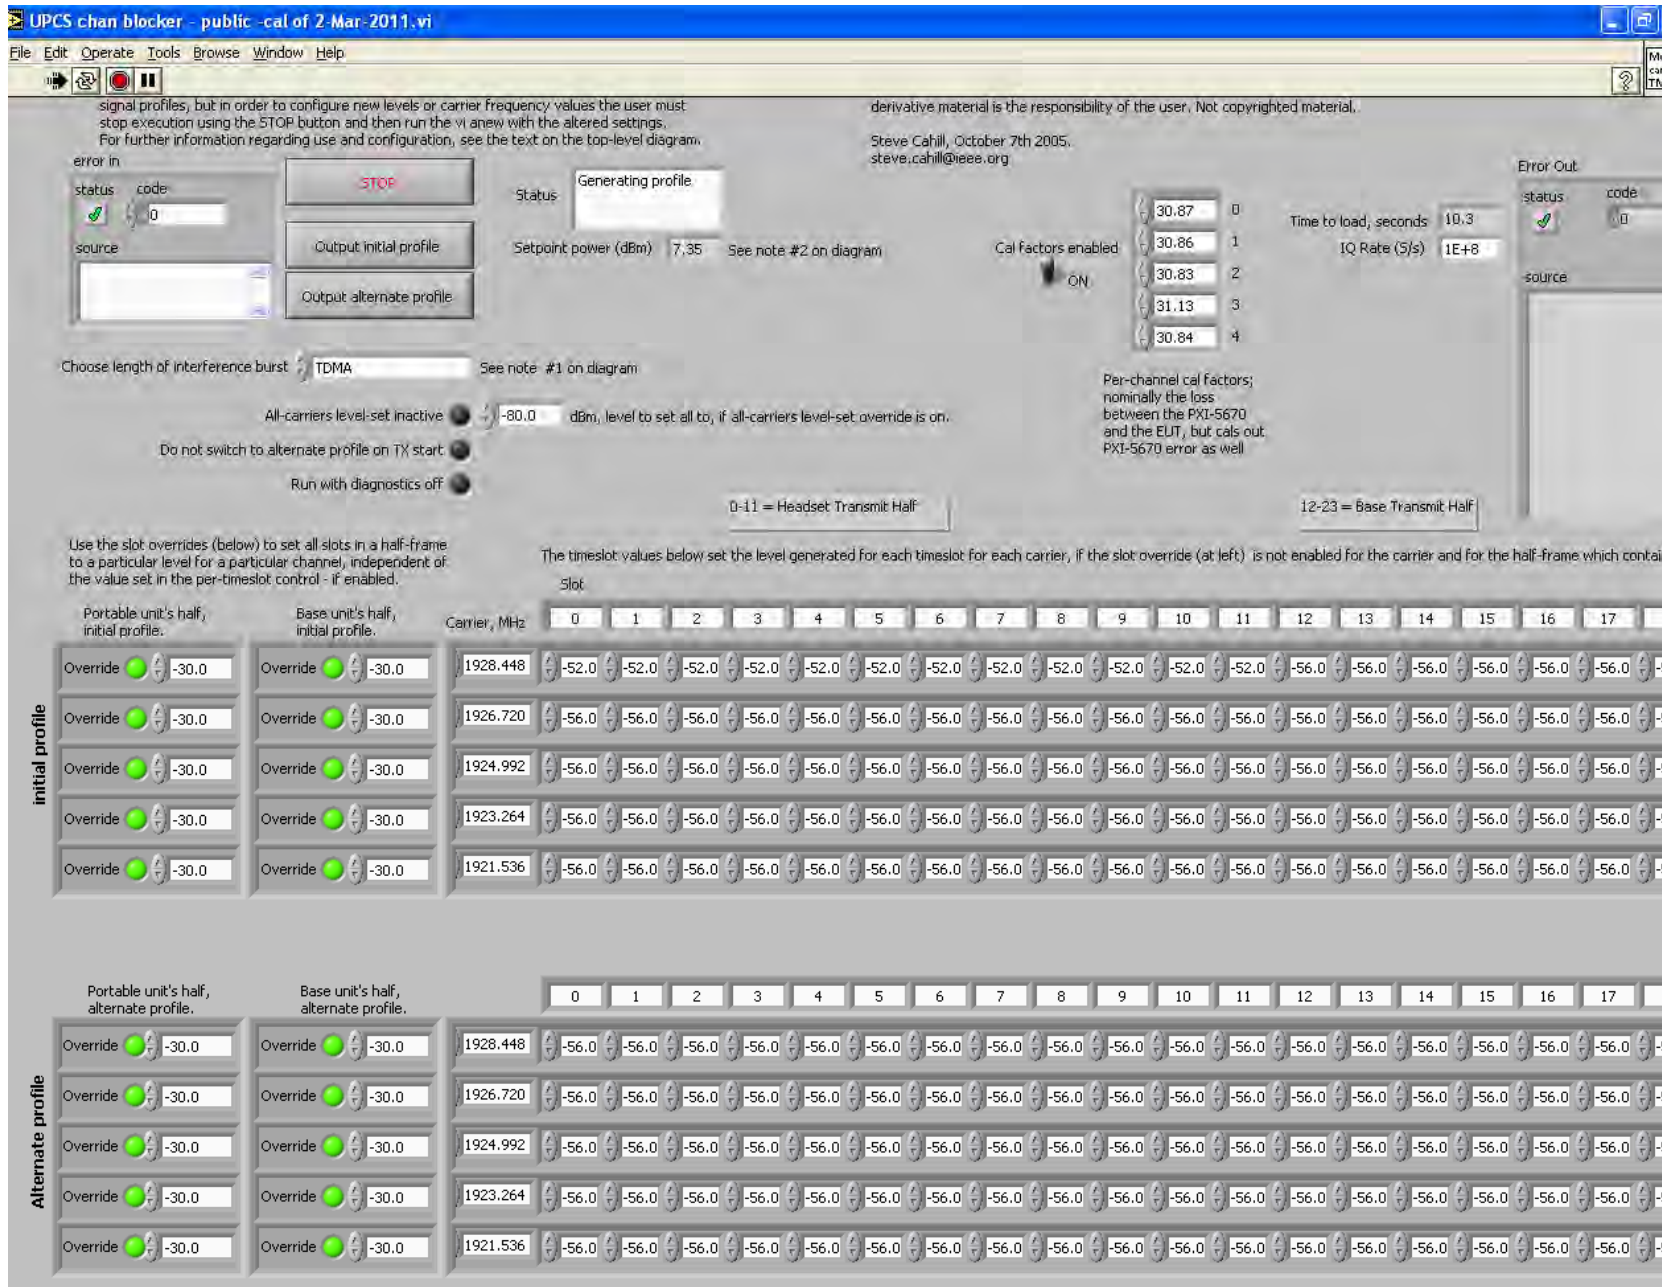 UPCS chan blocker - public -cal of 2-Mar-2011.vi
File Edit Operate Tools Browse Window Help
signal profiles, but in order to configure new levels or carrier frequency values the user must
stop execution using the STOP button and then run the vi anew with the altered settings.
For further information regarding use and configuration, see the text on the top-level diagram.
derivative material is the responsibility of the user. Not copyrighted material.
Steve Cahill, October 7th 2005.
steve.cahill@ieee.org
error in
status code
0
source
STOP
Output initial profile
Output alternate profile
Status Generating profile
Setpoint power (dBm) 7.35 See note #2 on diagram
Cal factors enabled
ON
30.87 0
30.86 1
30.83 2
31.13 3
30.84 4
Per-channel cal factors;
nominally the loss
between the PXI-5670
and the EUT, but cals out
PXI-5670 error as well
Time to load, seconds 10.3
IQ Rate (S/s) 1E+8
Error Out
status code
0
source
Choose length of interference burst TDMA See note #1 on diagram
All-carriers level-set inactive -80.0 dBm, level to set all to, if all-carriers level-set override is on.
Do not switch to alternate profile on TX start
Run with diagnostics off
0-11 = Headset Transmit Half 12-23 = Base Transmit Half
Use the slot overrides (below) to set all slots in a half-frame
to a particular level for a particular channel, independent of
the value set in the per-timeslot control - if enabled.
The timeslot values below set the level generated for each timeslot for each carrier, if the slot override (at left) is not enabled for the carrier and for the half-frame which contai
Slot
Portable unit's half,
initial profile.
Base unit's half,
initial profile.
Carrier, MHz 0 1 2 3 4 5 6 7 8 9 10 11 12 13 14 15 16 17
initial profile
Override -30.0 Override -30.0 1928.448 -52.0 -52.0 -52.0 -52.0 -52.0 -52.0 -52.0 -52.0 -52.0 -52.0 -52.0 -52.0 -56.0 -56.0 -56.0 -56.0 -56.0 -56.0
Override -30.0 Override -30.0 1926.720 -56.0 -56.0 -56.0 -56.0 -56.0 -56.0 -56.0 -56.0 -56.0 -56.0 -56.0 -56.0 -56.0 -56.0 -56.0 -56.0 -56.0 -56.0
Override -30.0 Override -30.0 1924.992 -56.0 -56.0 -56.0 -56.0 -56.0 -56.0 -56.0 -56.0 -56.0 -56.0 -56.0 -56.0 -56.0 -56.0 -56.0 -56.0 -56.0 -56.0
Override -30.0 Override -30.0 1923.264 -56.0 -56.0 -56.0 -56.0 -56.0 -56.0 -56.0 -56.0 -56.0 -56.0 -56.0 -56.0 -56.0 -56.0 -56.0 -56.0 -56.0 -56.0
Override -30.0 Override -30.0 1921.536 -56.0 -56.0 -56.0 -56.0 -56.0 -56.0 -56.0 -56.0 -56.0 -56.0 -56.0 -56.0 -56.0 -56.0 -56.0 -56.0 -56.0 -56.0
Portable unit's half,
alternate profile.
Base unit's half,
alternate profile.
0 1 2 3 4 5 6 7 8 9 10 11 12 13 14 15 16 17
Alternate profile
Override -30.0 Override -30.0 1928.448 -56.0 -56.0 -56.0 -56.0 -56.0 -56.0 -56.0 -56.0 -56.0 -56.0 -56.0 -56.0 -56.0 -56.0 -56.0 -56.0 -56.0 -56.0
Override -30.0 Override -30.0 1926.720 -56.0 -56.0 -56.0 -56.0 -56.0 -56.0 -56.0 -56.0 -56.0 -56.0 -56.0 -56.0 -56.0 -56.0 -56.0 -56.0 -56.0 -56.0
Override -30.0 Override -30.0 1924.992 -56.0 -56.0 -56.0 -56.0 -56.0 -56.0 -56.0 -56.0 -56.0 -56.0 -56.0 -56.0 -56.0 -56.0 -56.0 -56.0 -56.0 -56.0
Override -30.0 Override -30.0 1923.264 -56.0 -56.0 -56.0 -56.0 -56.0 -56.0 -56.0 -56.0 -56.0 -56.0 -56.0 -56.0 -56.0 -56.0 -56.0 -56.0 -56.0 -56.0
Override -30.0 Override -30.0 1921.536 -56.0 -56.0 -56.0 -56.0 -56.0 -56.0 -56.0 -56.0 -56.0 -56.0 -56.0 -56.0 -56.0 -56.0 -56.0 -56.0 -56.0 -56.0